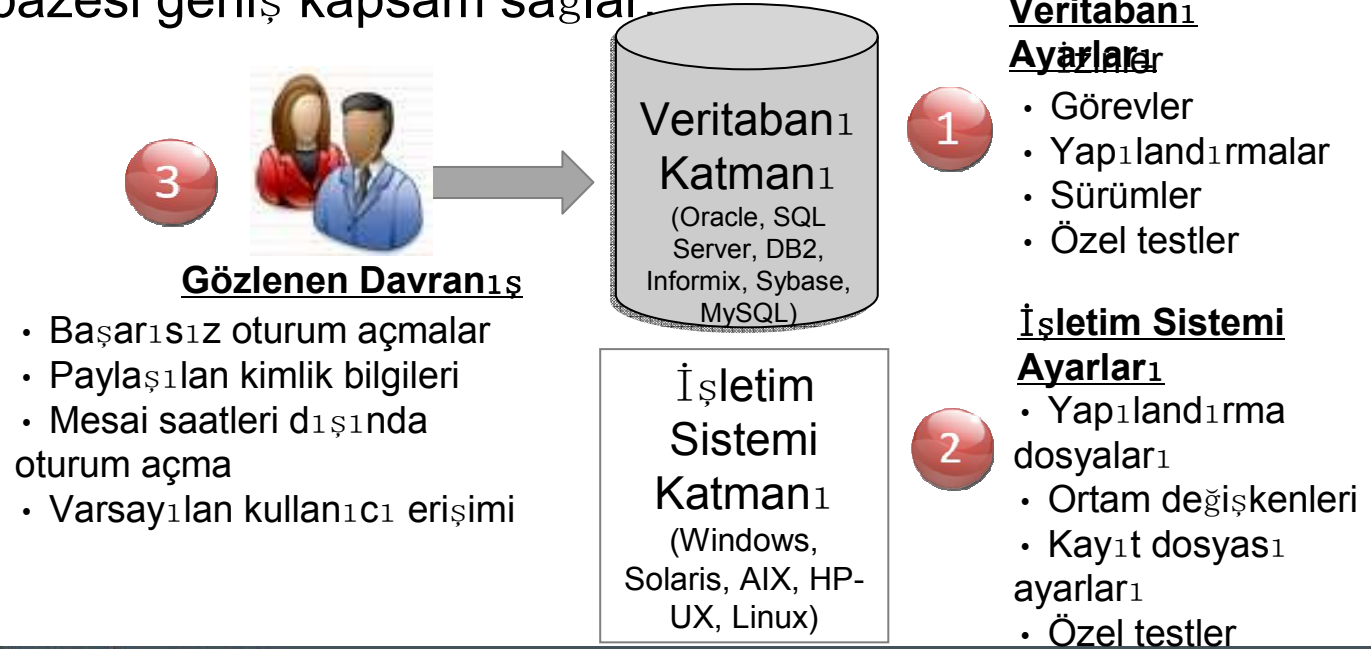 bazesi geniş kapsam sağlar.
Veritabanı
Ayarları
İzinler
1
• Görevler
• Yapılandırmalar
• Sürümler
• Özel testler
Veritabanı
Katmanı
(Oracle, SQL
Server, DB2,
Informix, Sybase,
MySQL)
3
Gözlenen Davranış
• Başarısız oturum açmalar
• Paylaşılan kimlik bilgileri
• Mesai saatleri dışında
oturum açma
• Varsayılan kullanıcı erişimi
İşletim
Sistemi
Katmanı
(Windows,
Solaris, AIX, HP-
UX, Linux)
2
İşletim Sistemi
Ayarları
• Yapılandırma
dosyaları
• Ortam değişkenleri
• Kayıt dosyası
ayarları
• Özel testler